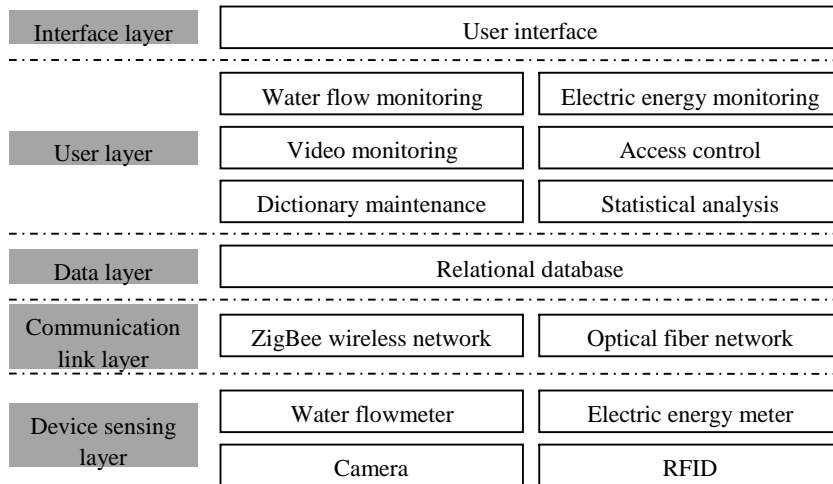 Interface layer
User interface
Water flow monitoring
Electric energy monitoring
User layer
Video monitoring
Access control
Dictionary maintenance
Statistical analysis
Data layer
Relational database
Communication
link layer
ZigBee wireless network
Optical fiber network
Device sensing
layer
Water flowmeter
Electric energy meter
Camera
RFID